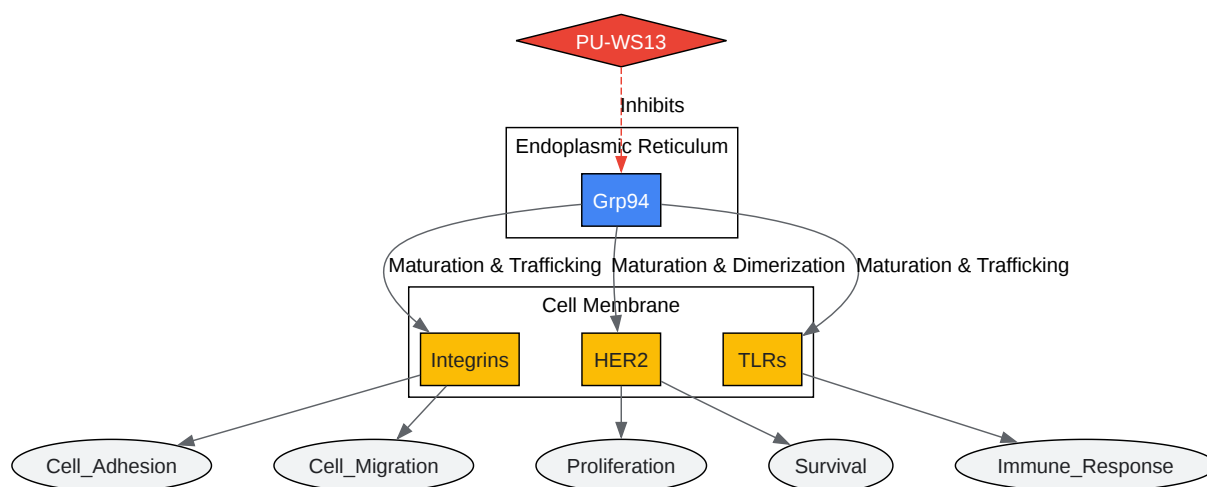 PU-WS13
Inhibits
Endoplasmic Reticulum
Grp94
Maturation & Trafficking
Maturation & Dimerization
Maturation & Trafficking
Cell Membrane
Integrins
HER2
TLRs
Cell_Adhesion
Cell_Migration
Proliferation
Survival
Immune_Response